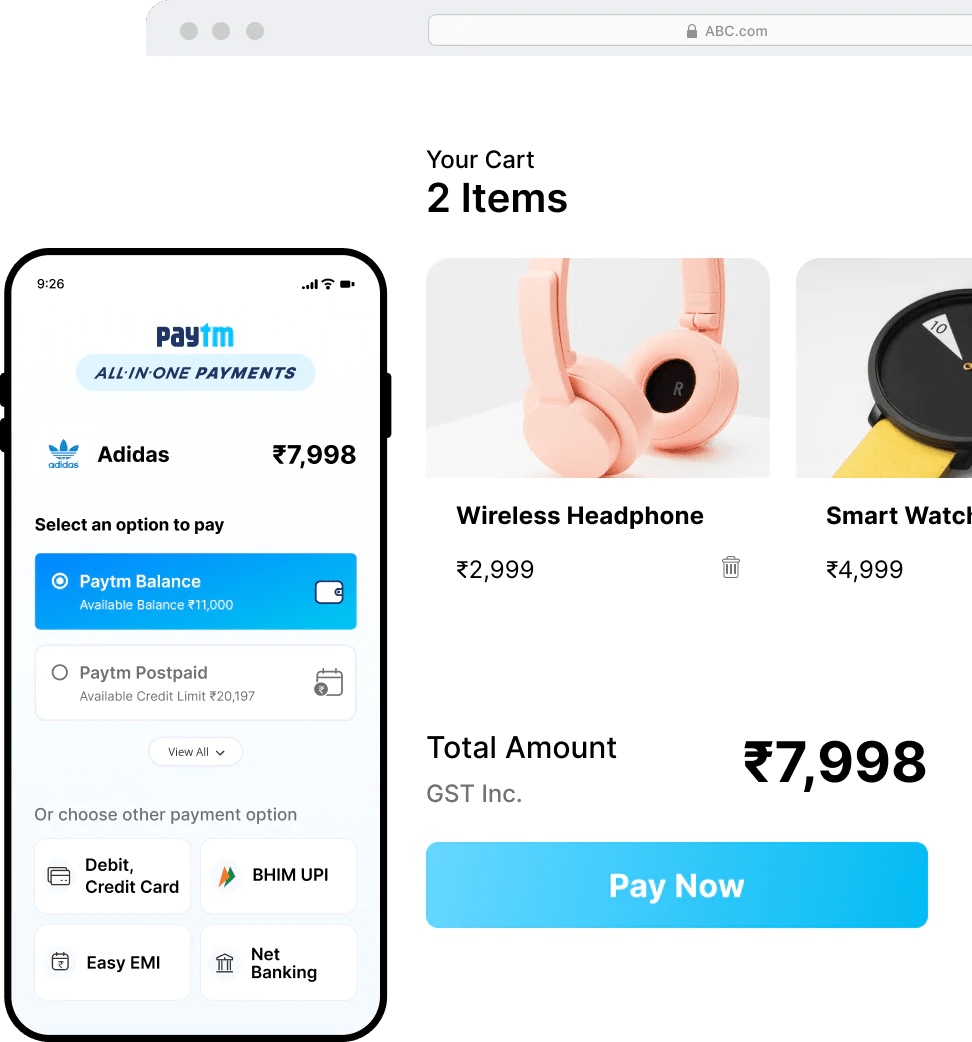 ABC.com
Your Cart
2 Items
R
10
Wireless Headphone
Smart Watch
₹2,999
₹4,999
Total Amount
₹7,998
GST Inc.
Pay Now
9:26
paytm
ALL·IN·ONE PAYMENTS
adidas
Adidas
₹7,998
Select an option to pay
Paytm Balance
Available Balance ₹11,000
Paytm Postpaid
Available Credit Limit ₹20,197
₹
View All
Or choose other payment option
Debit,
Credit Card
BHIM UPI
₹
Easy EMI
Net
Banking